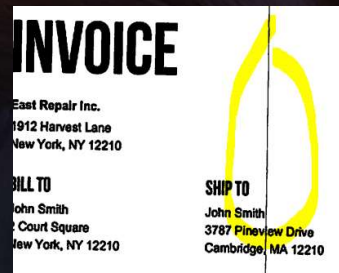 INVOICE
East Repair Inc.
1912 Harvest Lane
New York, NY 12210
BILL TO
John Smith
2 Court Square
New York, NY 12210
SHIP TO
John Smith
3787 Pineview Drive
Cambridge, MA 12210